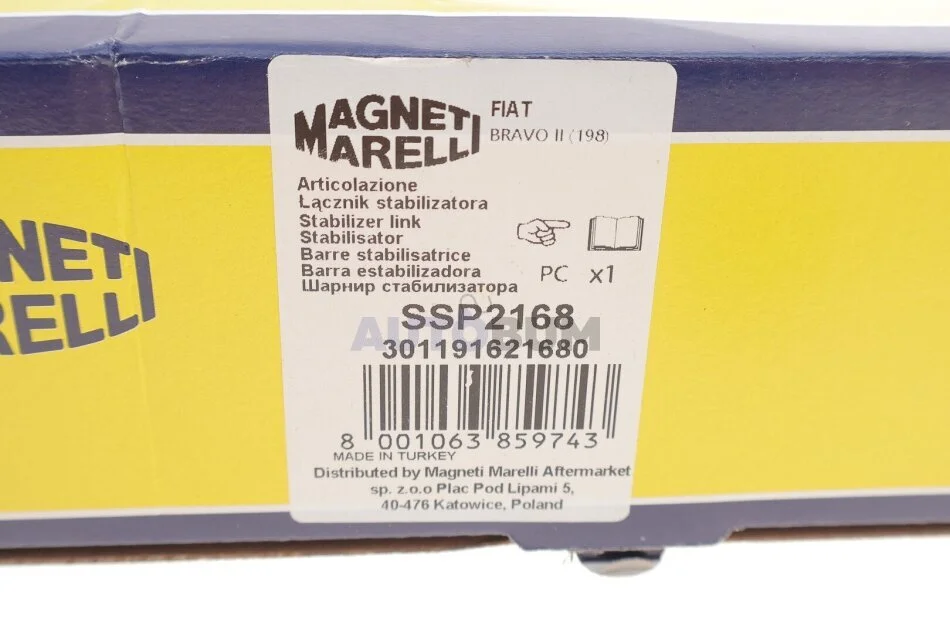 MAGNETI
MARELLI
FIAT
BRAVO II (198)
Articolazione
Łącznik stabilizatora
Stabilizer link
Stabilisator
Barre stabilisatrice
Barra estabilizadora
Шарнир стабилизатора
PC x1
SSP2168
AUTOBUM
301191621680
8 001063 859743
MADE IN TURKEY
Distributed by Magneti Marelli Aftermarket
sp. z.o.o Plac Pod Lipami 5,
40-476 Katowice, Poland
NETI
RELLI